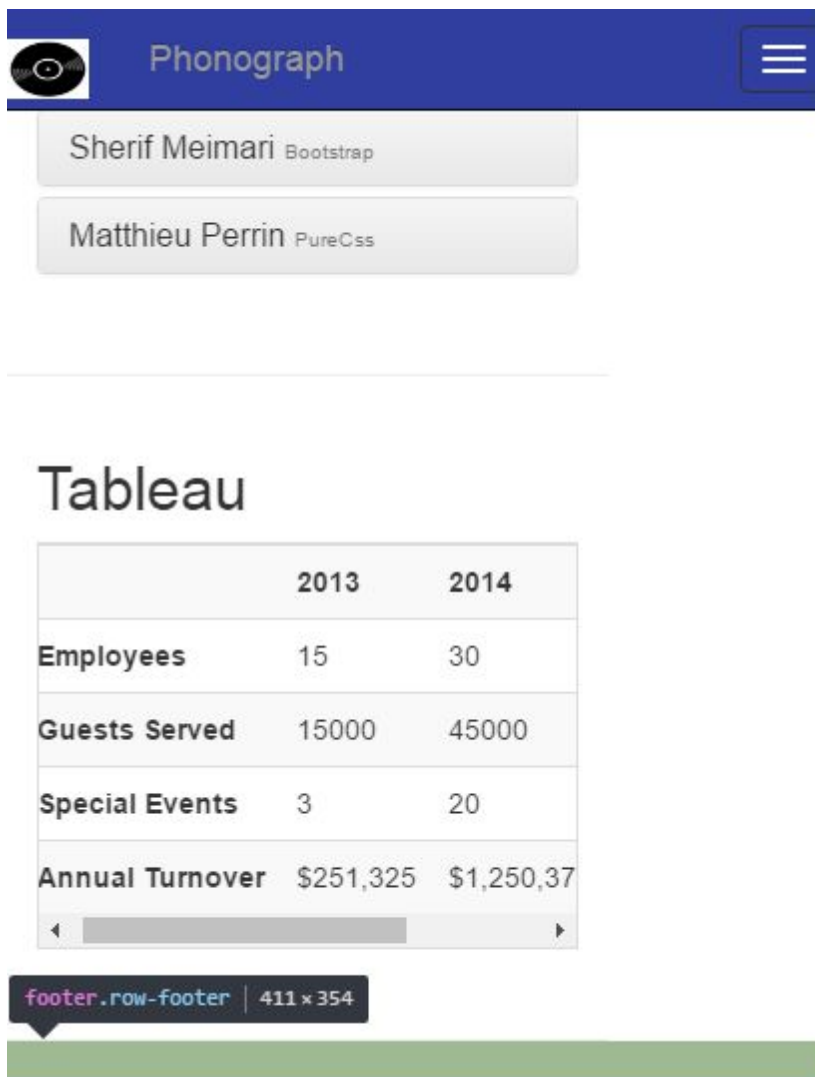 Phonograph
Sherif Meimari Bootstrap
Matthieu Perrin PureCss
Tableau
2013 2014
Employees 15 30
Guests Served 15000 45000
Special Events 3 20
Annual Turnover $251,325 $1,250,37
footer.row-footer | 411 × 354